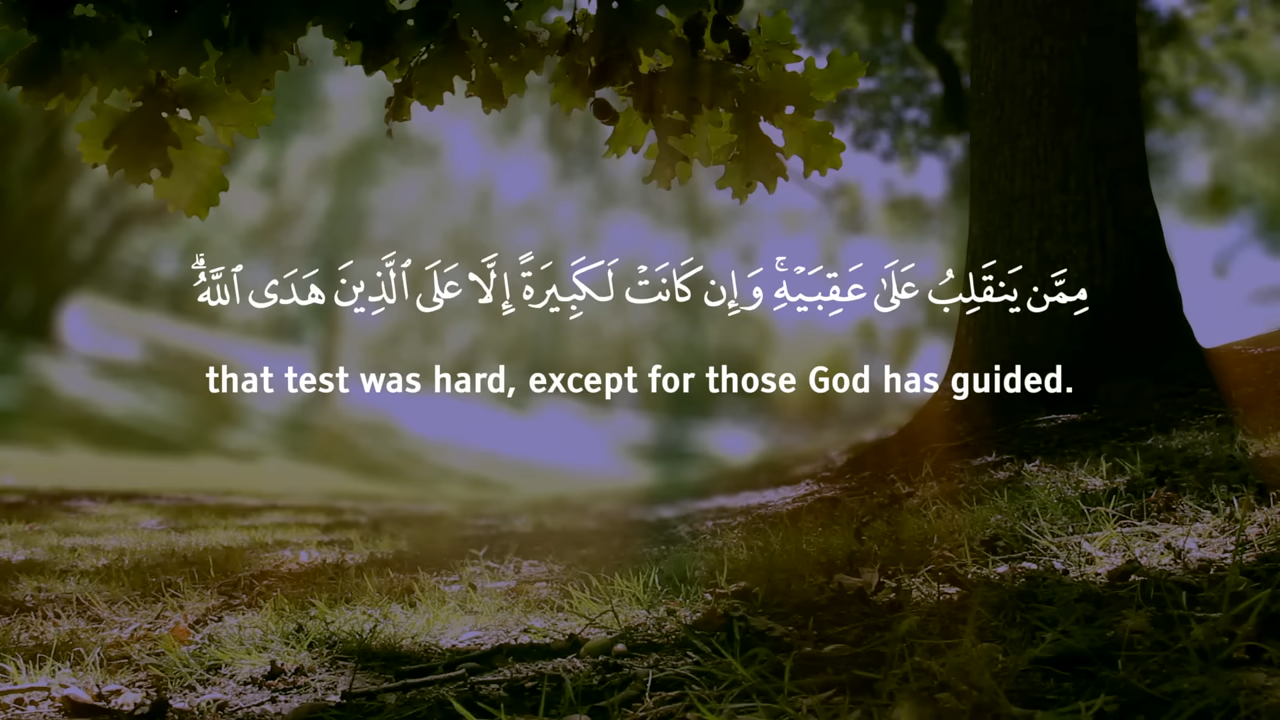 مِمَّن يَنقَلِبُ عَلَىٰ عَقِبَيۡهِۚ وَإِن كَانَتۡ لَكَبِيرَةً إِلَّا عَلَى ٱلَّذِينَ هَدَى ٱللَّهُۗ
that test was hard, except for those God has guided.